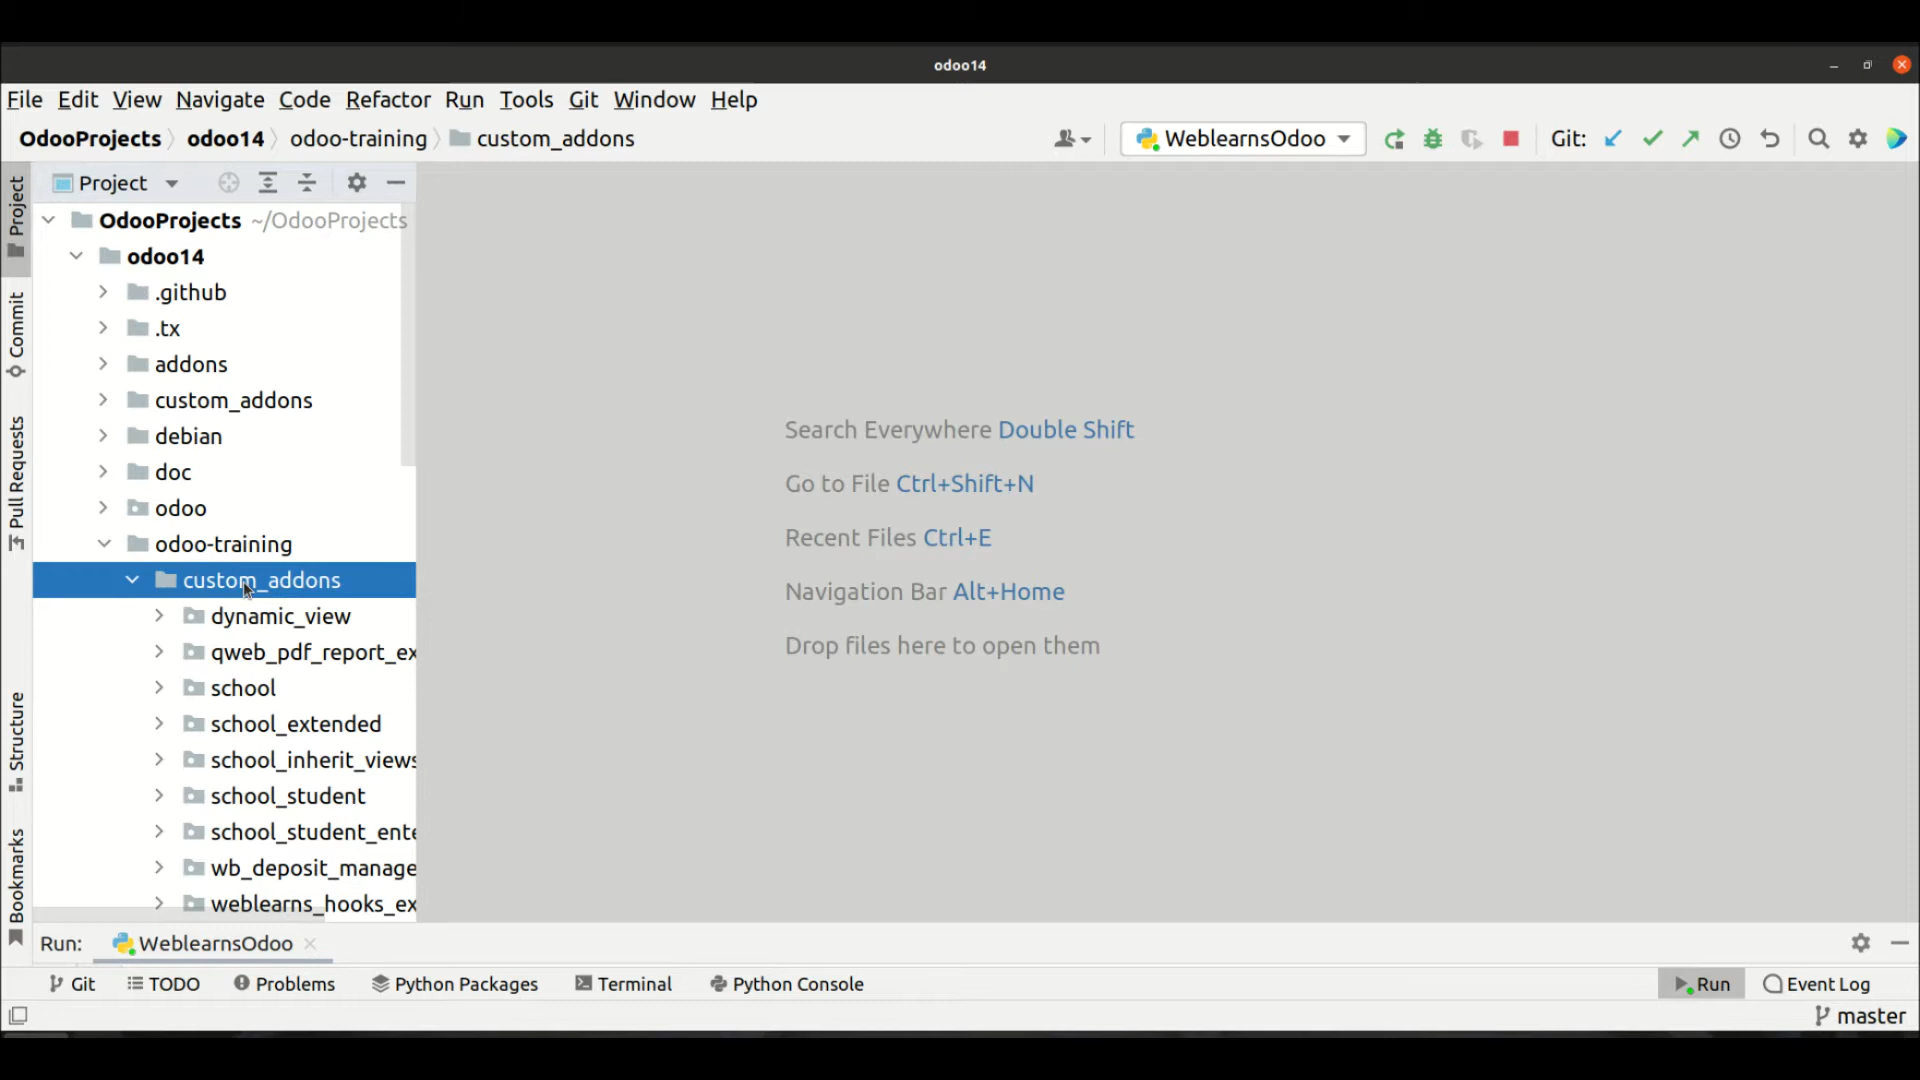 odoo14
File Edit View Navigate Code Refactor Run Tools Git Window Help
OdooProjects odoo14 odoo-training custom_addons WeblearnsOdoo Git:
Project
OdooProjects ~/OdooProjects
odoo14
.github
.tx
addons
custom_addons
debian
doc
odoo
odoo-training
custom_addons
dynamic_view
qweb_pdf_report_ex
school
school_extended
school_inherit_views
school_student
school_student_ente
wb_deposit_manage
weblearns_hooks_ex
Project
Commit
Pull Requests
Structure
Bookmarks
Search Everywhere Double Shift
Go to File Ctrl+Shift+N
Recent Files Ctrl+E
Navigation Bar Alt+Home
Drop files here to open them
Run: WeblearnsOdoo
Git TODO Problems Python Packages Terminal Python Console Run Event Log
master